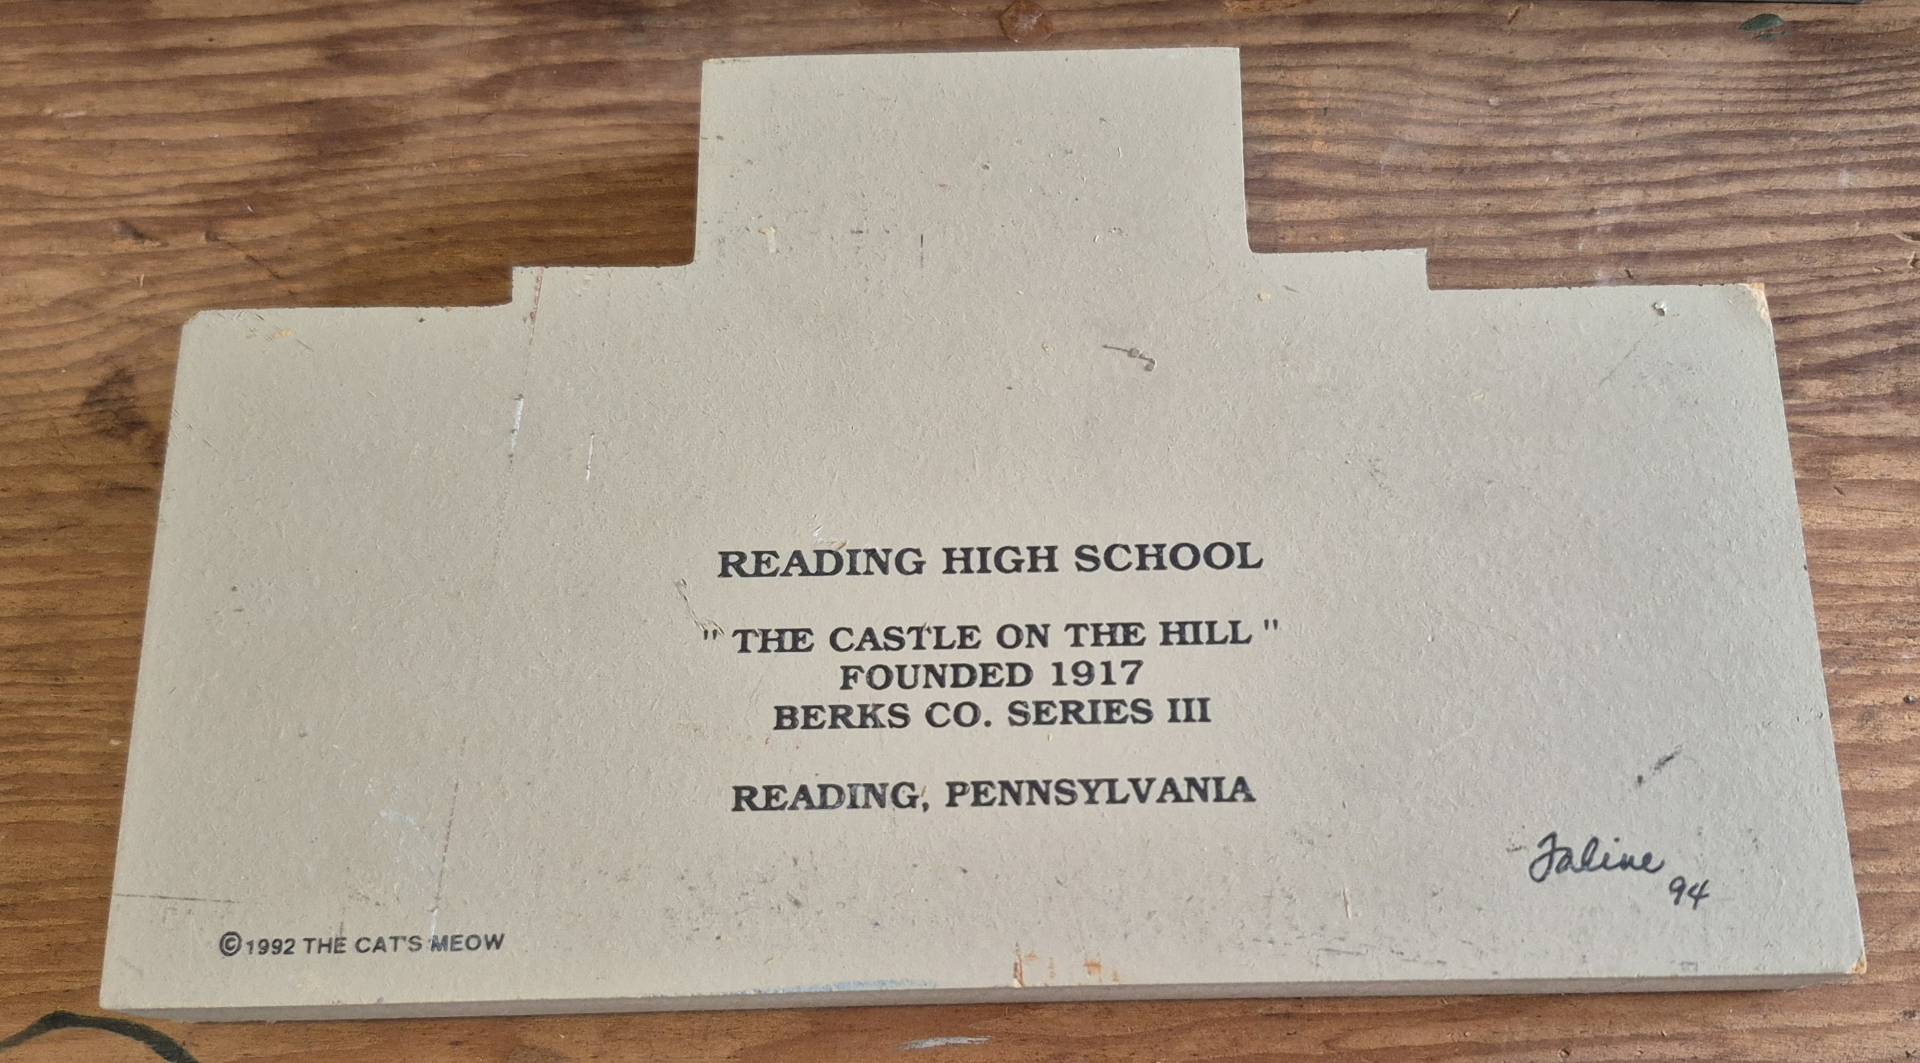 READING HIGH SCHOOL
"THE CASTLE ON THE HILL"
FOUNDED 1917
BERKS CO. SERIES III
READING, PENNSYLVANIA
Faline
94
©1992 THE CAT'S MEOW